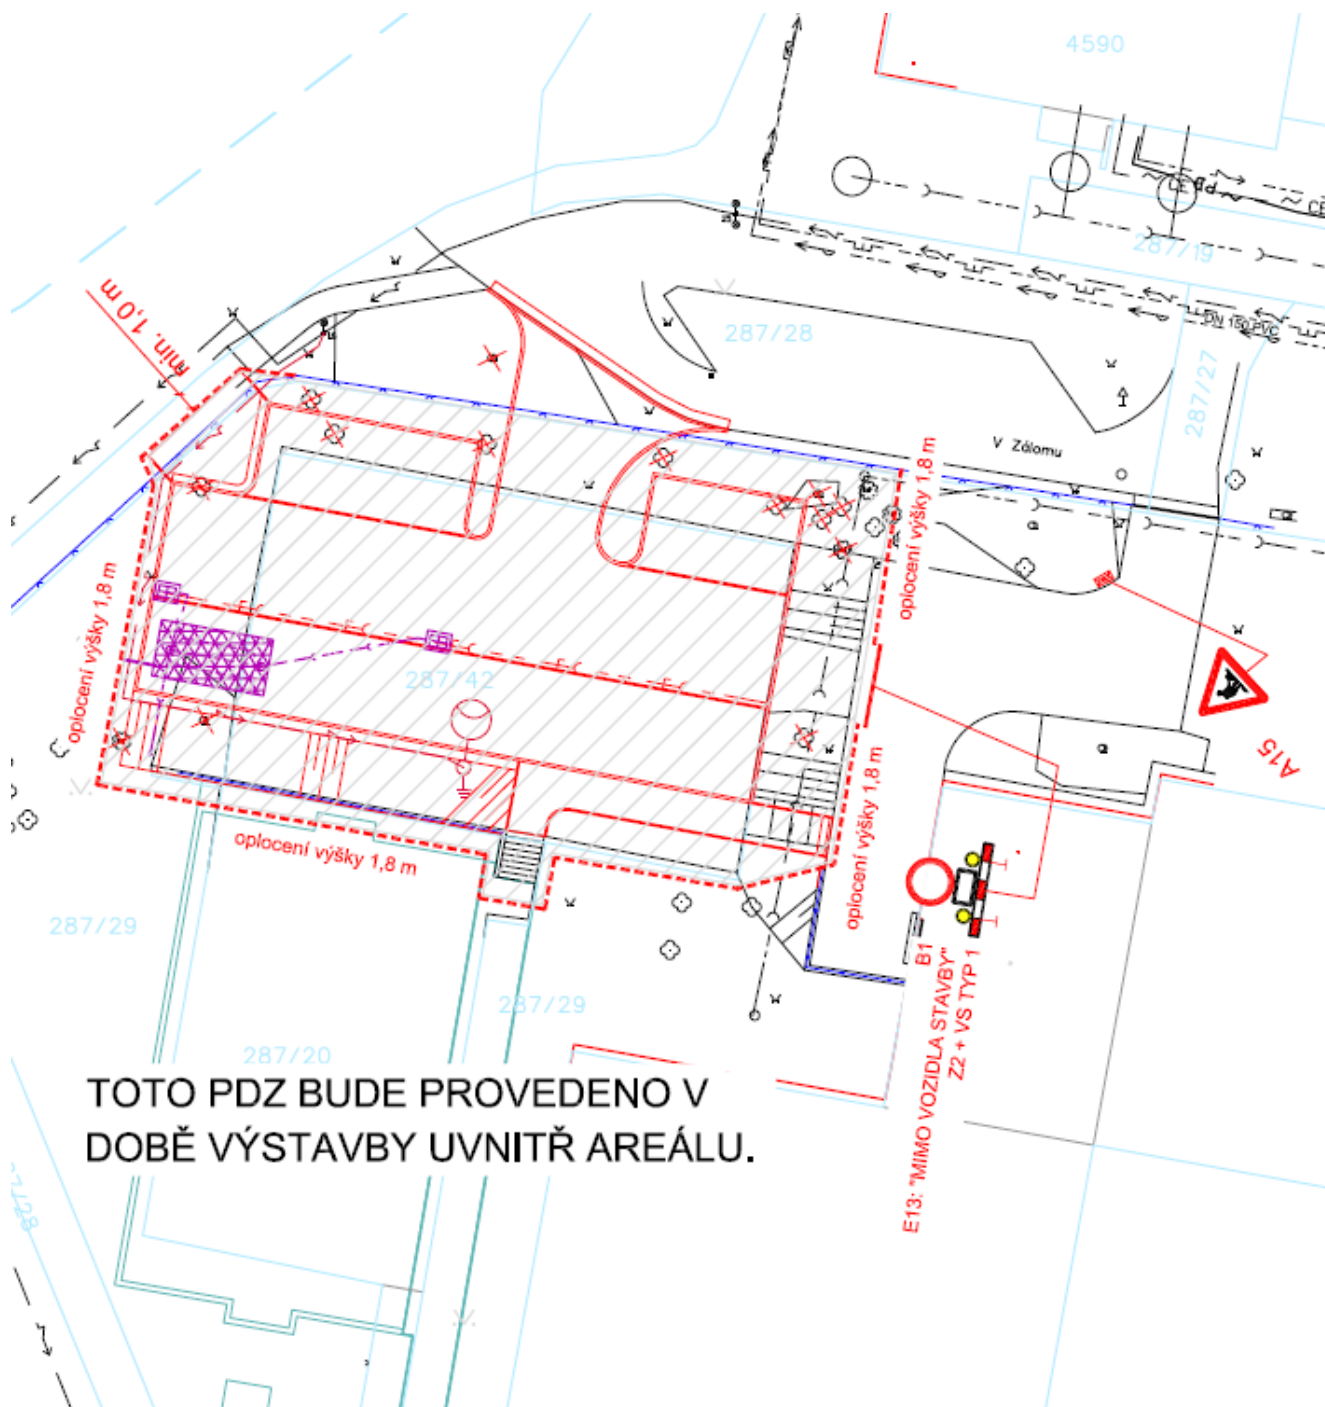 4590
287/19
CE
DN 150 PVC
287/28
287/27
min. 1,0 m
V Zálomu
oplocení výšky 1,8 m
oplocení výšky 1,8 m
287/42
A15
oplocení výšky 1,8 m
oplocení výšky 1,8 m
B1
E13: "MIMO VOZIDLA STAVBY"
Z2 + VS TYP 1
287/29
287/29
287/20
TOTO PDZ BUDE PROVEDENO V
DOBĚ VÝSTAVBY UVNITŘ AREÁLU.